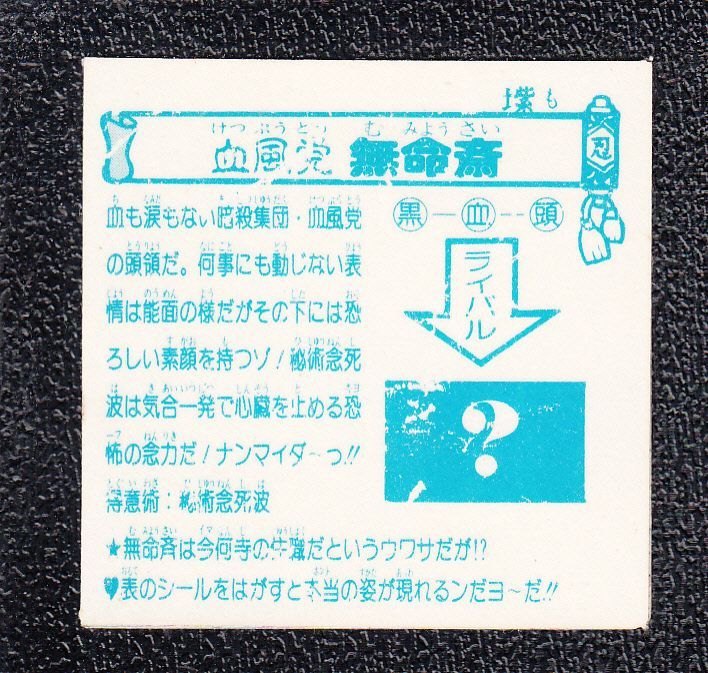 紫も
血風党 無命斎
けつ ぷう とう む みょう さい
忍
血も涙もない暗殺集団・血風党
の頭領だ。何事にも動じない表
情は能面の様だがその下には恐
ろしい素顔を持つゾ!秘術念死
波は気合一発で心臓を止める恐
怖の念力だ!ナンマイダ~っ!!
得意術:秘術念死波
★無命斉は今何寺の住職だというウワサだが!?
♥表のシールをはがすと本当の姿が現れるンだヨ~だ!!
黒-血--頭
ライバル
?